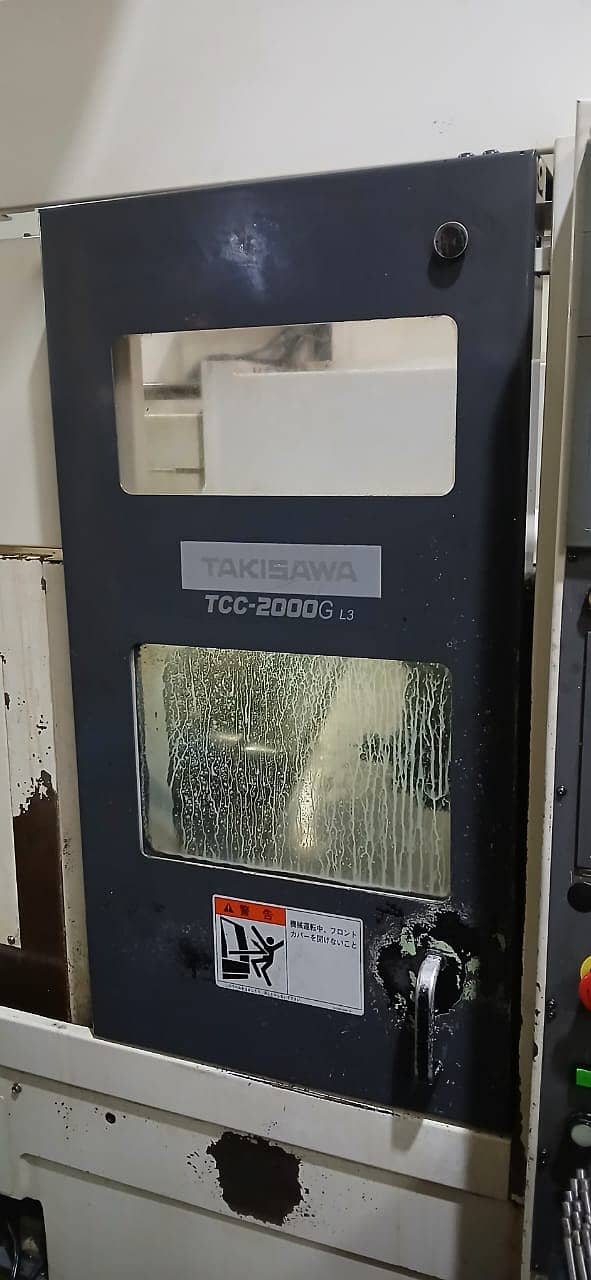 TAKISAWA
TCC-2000G L3
警告
機械運転中、フロント
カバーを開けないこと